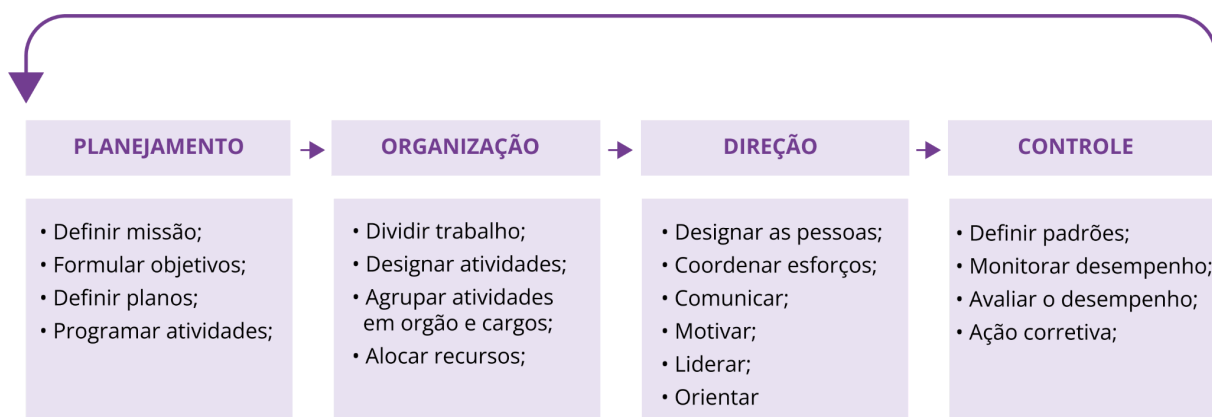 PLANEJAMENTO
• Definir missão;
• Formular objetivos;
• Definir planos;
• Programar atividades;
ORGANIZAÇÃO
• Dividir trabalho;
• Designar atividades;
• Agrupar atividades
em orgão e cargos;
• Alocar recursos;
DIREÇÃO
• Designar as pessoas;
• Coordenar esforços;
• Comunicar;
• Motivar;
• Liderar;
• Orientar
CONTROLE
• Definir padrões;
• Monitorar desempenho;
• Avaliar o desempenho;
• Ação corretiva;